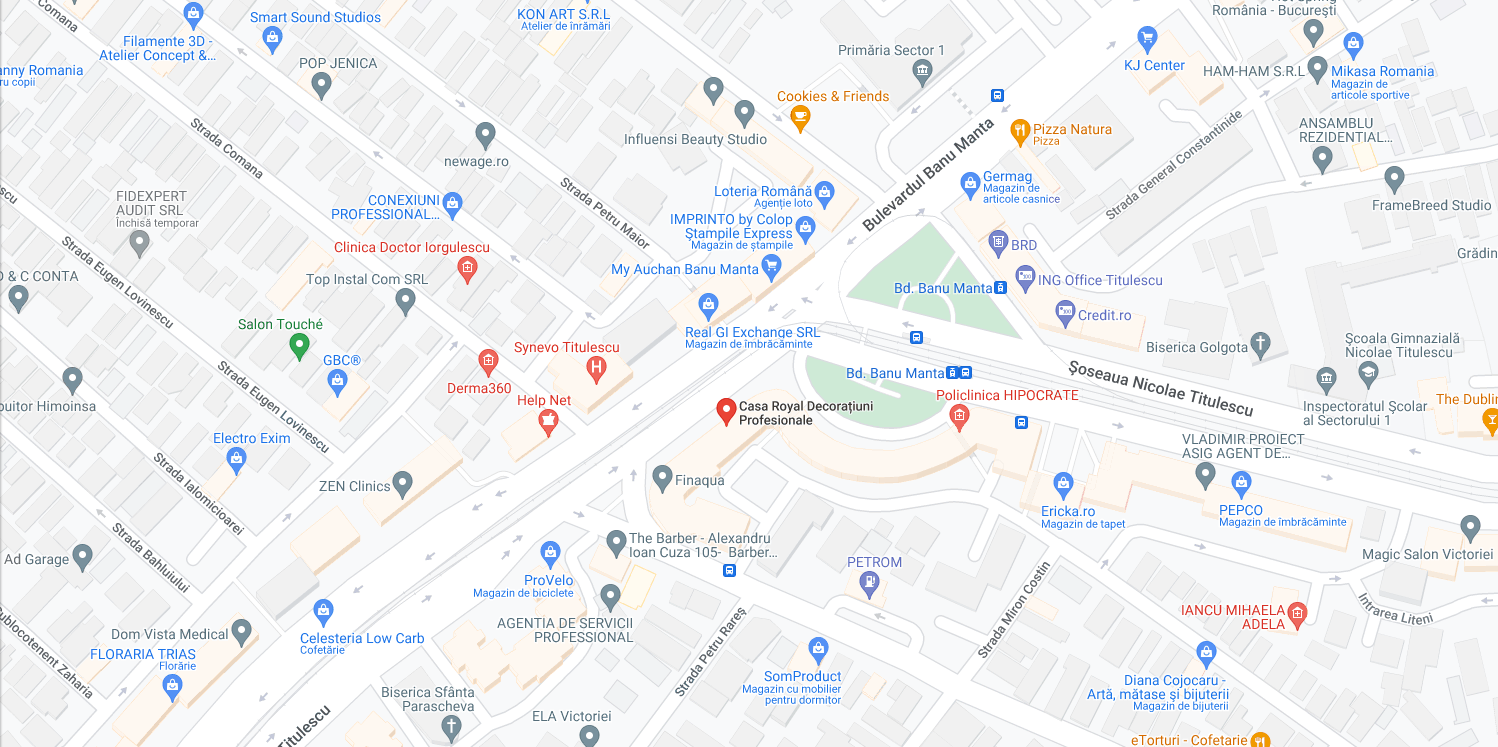 Comana
Smart Sound Studios
Filamente 3D -
Atelier Concept &...
KON ART S.R.L
Atelier de înrămări
România - București
Primăria Sector 1
KJ Center
HAM-HAM S.R.L
Mikasa Romania
Magazin de
articole sportive
anny Romania
ru copii
POP JENICA
Cookies & Friends
Influensi Beauty Studio
Pizza Natura
Pizza
ANSAMBLU
REZIDENTIAL...
Strada Comana
newage.ro
Bulevardul Banu Manta
Strada General Constantinide
Germag
Magazin de
articole casnice
FrameBreed Studio
FIDEXPERT
AUDIT SRL
Închisă temporar
CONEXIUNI
PROFESSIONAL...
Strada Petru Maior
Loteria Română
Agenție loto
IMPRINTO by Colop
Ștampile Express
Magazin de ștampile
BRD
Grădin
Clinica Doctor Iorgulescu
Strada Eugen Lovinescu
Top Instal Com SRL
My Auchan Banu Manta
ING Office Titulescu
Bd. Banu Manta
D & C CONTA
Credit.ro
Salon Touché
Real GI Exchange SRL
Magazin de îmbrăcăminte
Synevo Titulescu
Biserica Golgota
Școala Gimnazială
Nicolae Titulescu
GBC®
Derma360
Bd. Banu Manta
Șoseaua Nicolae Titulescu
Strada Eugen Lovinescu
Help Net
Casa Royal Decorațiuni
Profesionale
Policlinica HIPOCRATE
Inspectoratul Școlar
al Sectorului 1
The Dublin
buitor Himoinsa
Electro Exim
VLADIMIR PROIECT
ASIG AGENT DE...
ZEN Clinics
Finaqua
Strada Ialomicioarei
Ericka.ro
Magazin de tapet
PEPCO
Magazin de îmbrăcăminte
Strada Bahluiului
Ad Garage
The Barber - Alexandru
Ioan Cuza 105- Barber...
Magic Salon Victoriei
PETROM
ProVelo
Magazin de biciclete
AGENTIA DE SERVICII
PROFESSIONAL
Strada Miron Costin
Intrarea Liteni
IANCU MIHAELA
ADELA
Dom Vista Medical
Celesteria Low Carb
Cofetărie
FLORARIA TRIAS
Florărie
Strada Petru Rareș
ublocotenent Zaharia
SomProduct
Magazin cu mobilier
pentru dormitor
Diana Cojocaru -
Artă, mătase și bijuterii
Magazin de bijuterii
Biserica Sfânta
Parascheva
ELA Victoriei
Titulescu
eTorturi - Cofetarie